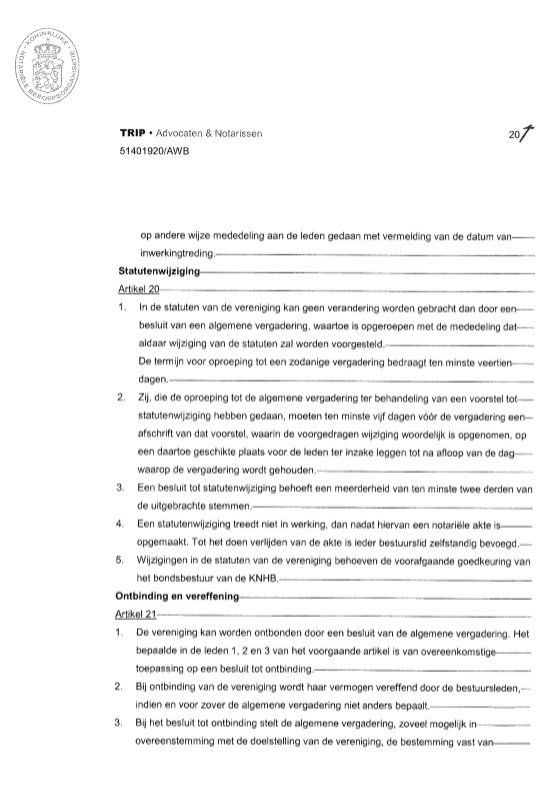 KONINKLIJKE
NOTARIËLE BEROEPSORGANISATIE
TRIP • Advocaten & Notarissen
20
51401920/AWB
op andere wijze mededeling aan de leden gedaan met vermelding van de datum van
inwerkingtreding.
Statutenwijziging
Artikel 20
1. In de statuten van de vereniging kan geen verandering worden gebracht dan door een
besluit van een algemene vergadering, waartoe is opgeroepen met de mededeling dat
aldaar wijziging van de statuten zal worden voorgesteld.
De termijn voor oproeping tot een zodanige vergadering bedraagt ten minste veertien
dagen.
2. Zij, die de oproeping tot de algemene vergadering ter behandeling van een voorstel tot
statutenwijziging hebben gedaan, moeten ten minste vijf dagen vóór de vergadering een
afschrift van dat voorstel, waarin de voorgedragen wijziging woordelijk is opgenomen, op
een daartoe geschikte plaats voor de leden ter inzake leggen tot na afloop van de dag
waarop de vergadering wordt gehouden.
3. Een besluit tot statutenwijziging behoeft een meerderheid van ten minste twee derden van
de uitgebrachte stemmen.
4. Een statutenwijziging treedt niet in werking, dan nadat hiervan een notariële akte is
opgemaakt. Tot het doen verlijden van de akte is ieder bestuurslid zelfstandig bevoegd.
5. Wijzigingen in de statuten van de vereniging behoeven de voorafgaande goedkeuring van
het bondsbestuur van de KNHB.
Ontbinding en vereffening
Artikel 21
1. De vereniging kan worden ontbonden door een besluit van de algemene vergadering. Het
bepaalde in de leden 1, 2 en 3 van het voorgaande artikel is van overeenkomstige
toepassing op een besluit tot ontbinding.
2. Bij ontbinding van de vereniging wordt haar vermogen vereffend door de bestuursleden,
indien en voor zover de algemene vergadering niet anders bepaalt.
3. Bij het besluit tot ontbinding stelt de algemene vergadering, zoveel mogelijk in
overeenstemming met de doelstelling van de vereniging, de bestemming vast van